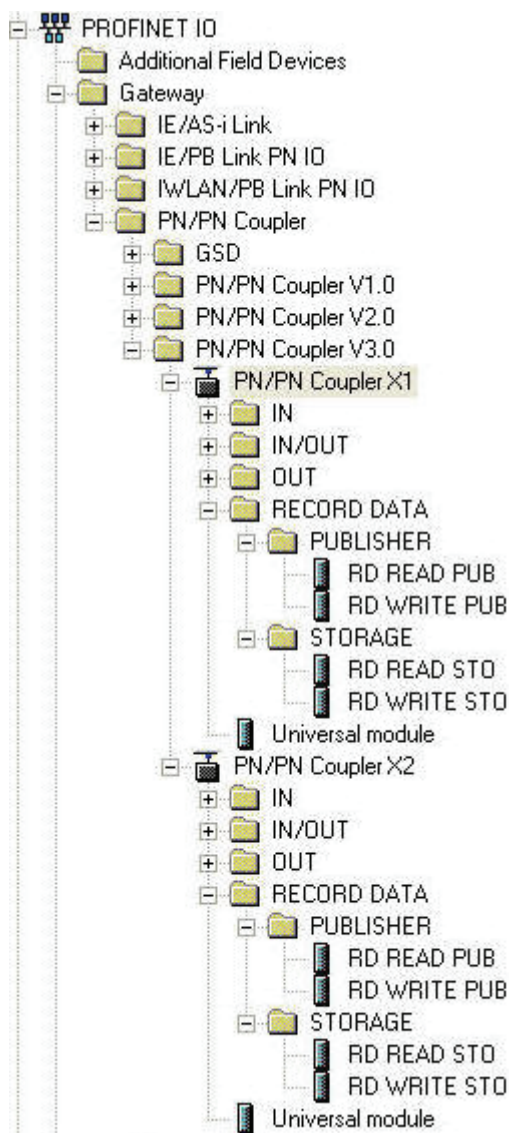 PROFINET IO
Additional Field Devices
Gateway
IE/AS-i Link
IE/PB Link PN IO
IWLAN/PB Link PN IO
PN/PN Coupler
GSD
PN/PN Coupler V1.0
PN/PN Coupler V2.0
PN/PN Coupler V3.0
PN/PN Coupler X1
IN
IN/OUT
OUT
RECORD DATA
PUBLISHER
RD READ PUB
RD WRITE PUB
STORAGE
RD READ STO
RD WRITE STO
Universal module
PN/PN Coupler X2
IN
IN/OUT
OUT
RECORD DATA
PUBLISHER
RD READ PUB
RD WRITE PUB
STORAGE
RD READ STO
RD WRITE STO
Universal module